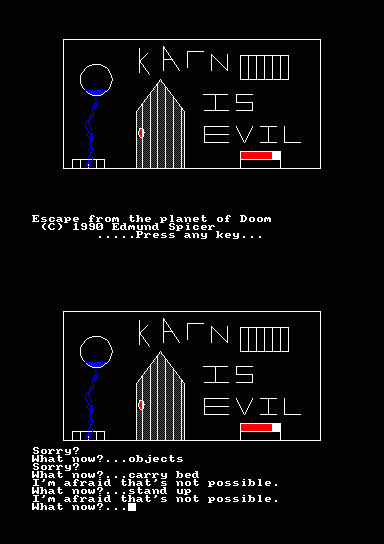 KARN
IS
EVIL
Escape from the planet of Doom
(C) 1990 Edmund Spicer
.....Press any key...
KARN
IS
EVIL
Sorry?
What now?...objects
Sorry?
What now?...carry bed
I'm afraid that's not possible.
What now?...stand up
I'm afraid that's not possible.
What now?...